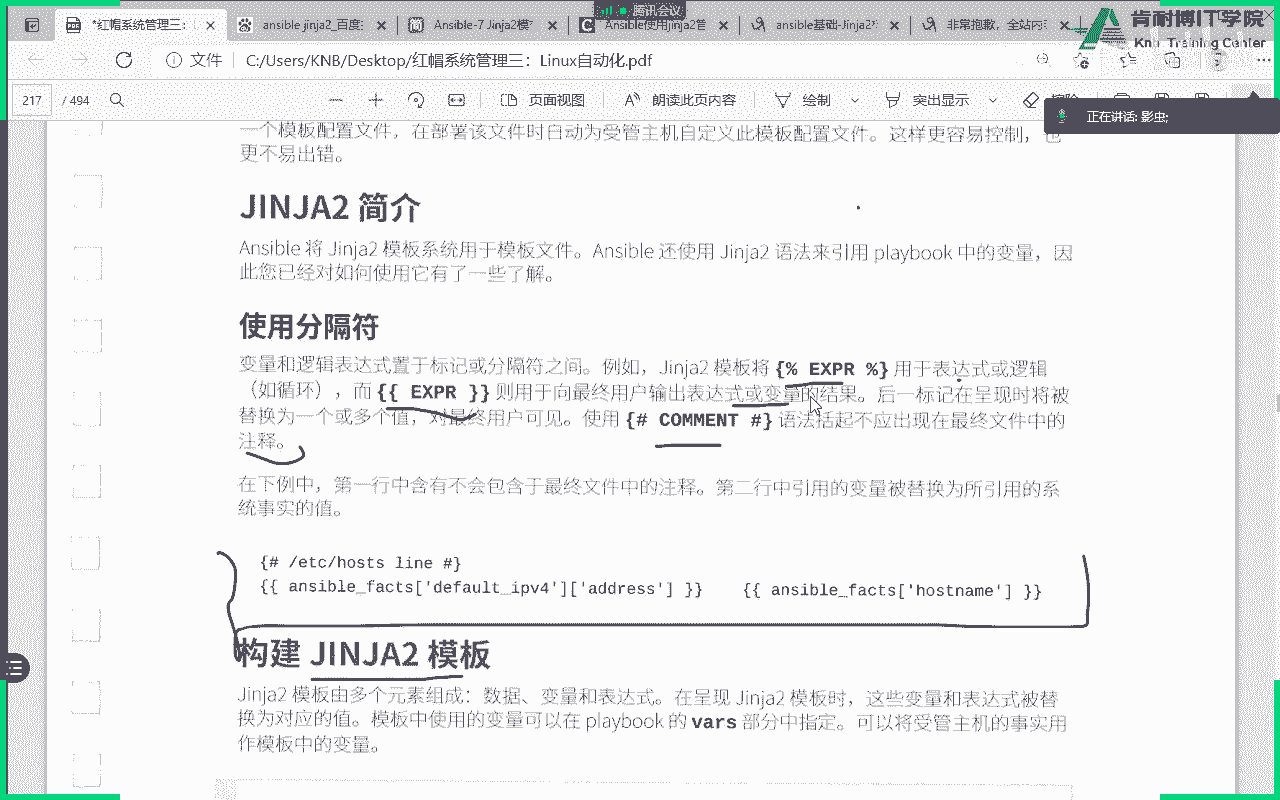 腾讯会议
*红帽系统管理三:
ansible jinja2_百度
Ansible-7 Jinja2模
Ansible使用jinja2管
ansible基础-Jinja2
非常抱歉，全站内
肯耐博IT学院
Training Center
文件
C:/Users/KNB/Desktop/红帽系统管理三：Linux自动化.pdf
217 / 494
页面视图
朗读此页内容
绘制
突出显示
正在讲话: 影虫;
一个模板配置文件，在部署该文件时自动为受管主机自定义此模板配置文件。这样更容易控制，也
更不易出错。
JINJA2 简介
Ansible 将 Jinja2 模板系统用于模板文件。Ansible 还使用 Jinja2 语法来引用 playbook 中的变量，因
此您已经对如何使用它有了一些了解。
使用分隔符
变量和逻辑表达式置于标记或分隔符之间。例如，Jinja2 模板将 {% EXPR %} 用于表达式或逻辑
（如循环），而 {{ EXPR }} 则用于向最终用户输出表达式或变量的结果。后一标记在呈现时将被
替换为一个或多个值，对最终用户可见。使用 {# COMMENT #} 语法括起不应出现在最终文件中的
注释。
在下例中，第一行中含有不会包含于最终文件中的注释。第二行中引用的变量被替换为所引用的系
统事实的值。
{# /etc/hosts line #}
{{ ansible_facts['default_ipv4']['address'] }} {{ ansible_facts['hostname'] }}
构建 JINJA2 模板
Jinja2 模板由多个元素组成：数据、变量和表达式。在呈现 Jinja2 模板时，这些变量和表达式被替
换为对应的值。模板中使用的变量可以在 playbook 的 vars 部分中指定。可以将受管主机的事实用
作模板中的变量。